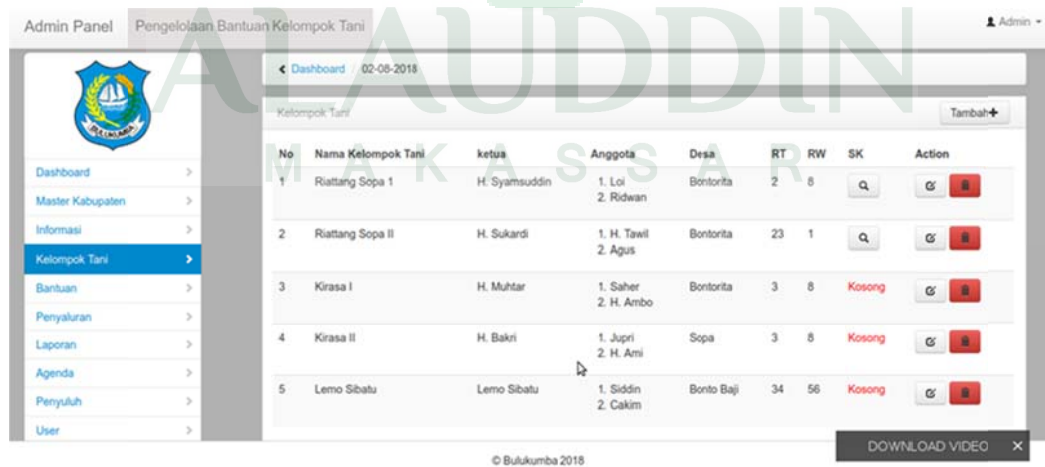 Admin Panel Pengelolaan Bantuan Kelompok Tani Admin
ALAUDDIN
MAKASSAR
BULUKUMBA
Dashboard / 02-08-2018
Kelompok Tani Tambah+
Dashboard
Master Kabupaten
Informasi
Kelompok Tani
Bantuan
Penyaluran
Laporan
Agenda
Penyuluh
User
No Nama Kelompok Tani ketua Anggota Desa RT RW SK Action
1 Riattang Sopa 1 H. Syamsuddin 1. Loi Bontorita 2 8
2. Ridwan
2 Riattang Sopa II H. Sukardi 1. H. Tawil Bontorita 23 1
2. Agus
3 Kirasa I H. Muhtar 1. Saher Bontorita 3 8 Kosong
2. H. Ambo
4 Kirasa II H. Bakri 1. Jupri Sopa 3 8 Kosong
2. H. Ami
5 Lemo Sibatu Lemo Sibatu 1. Siddin Bonto Baji 34 56 Kosong
2. Cakim
DOWNLOAD VIDEO ×
© Bulukumba 2018